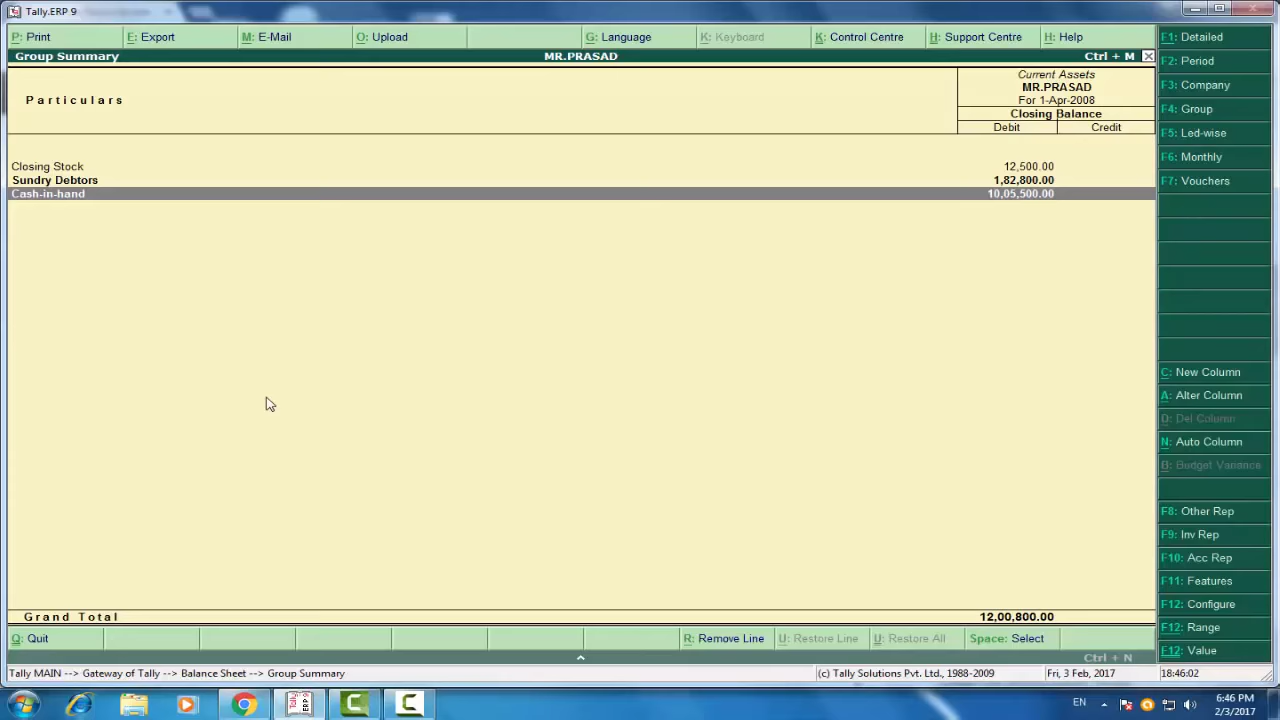 Tally.ERP 9
P: Print E: Export M: E-Mail O: Upload G: Language K: Keyboard K: Control Centre H: Support Centre H: Help
Group Summary MR.PRASAD Ctrl + M
Particulars
Current Assets
MR.PRASAD
For 1-Apr-2008
Closing Balance
Debit Credit
Closing Stock 12,500.00
Sundry Debtors 1,82,800.00
Cash-in-hand 10,05,500.00
Grand Total 12,00,800.00
Q: Quit R: Remove Line U: Restore Line U: Restore All Space: Select
Ctrl + N
Tally MAIN --> Gateway of Tally --> Balance Sheet --> Group Summary (c) Tally Solutions Pvt. Ltd., 1988-2009 Fri, 3 Feb, 2017 18:46:02
F1: Detailed
F2: Period
F3: Company
F4: Group
F5: Led-wise
F6: Monthly
F7: Vouchers
C: New Column
A: Alter Column
D: Del Column
N: Auto Column
B: Budget Variance
F8: Other Rep
F9: Inv Rep
F10: Acc Rep
F11: Features
F12: Configure
F12: Range
F12: Value
Tally ERP 9
EN
6:46 PM
2/3/2017